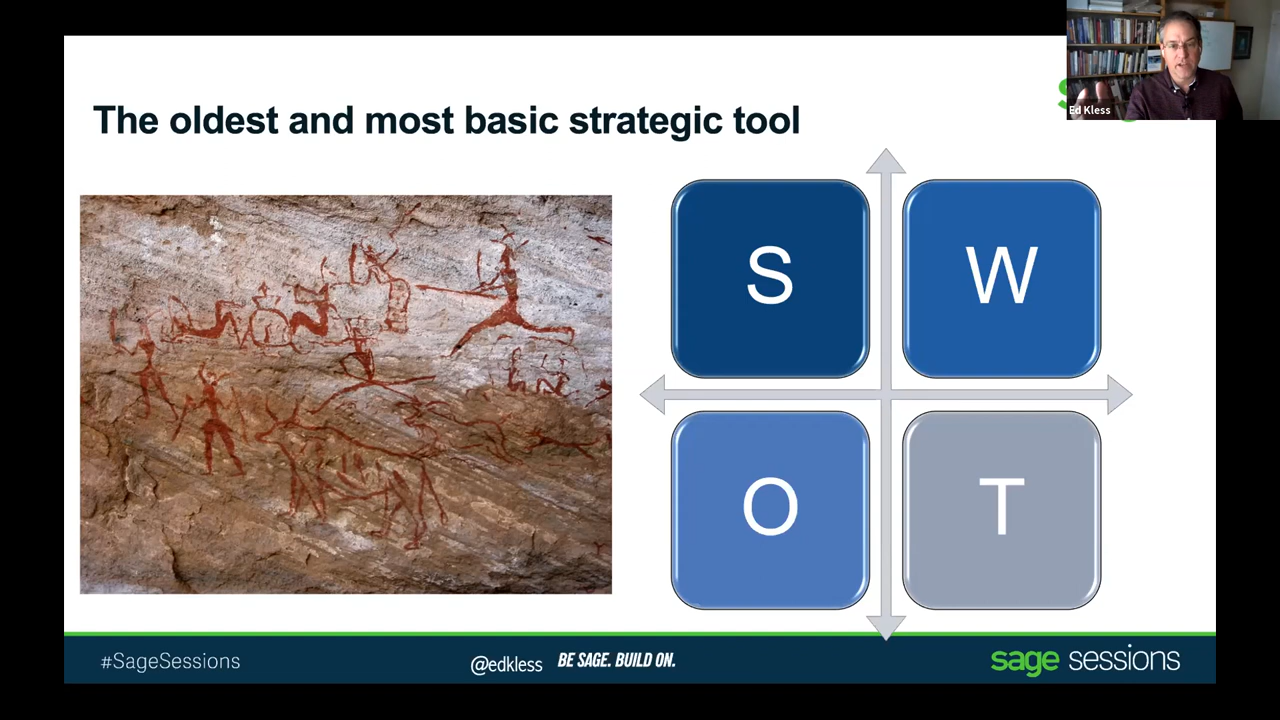 Ed Kless
The oldest and most basic strategic tool
S
W
O
T
#SageSessions
@edkless
BE SAGE. BUILD ON.
sage sessions